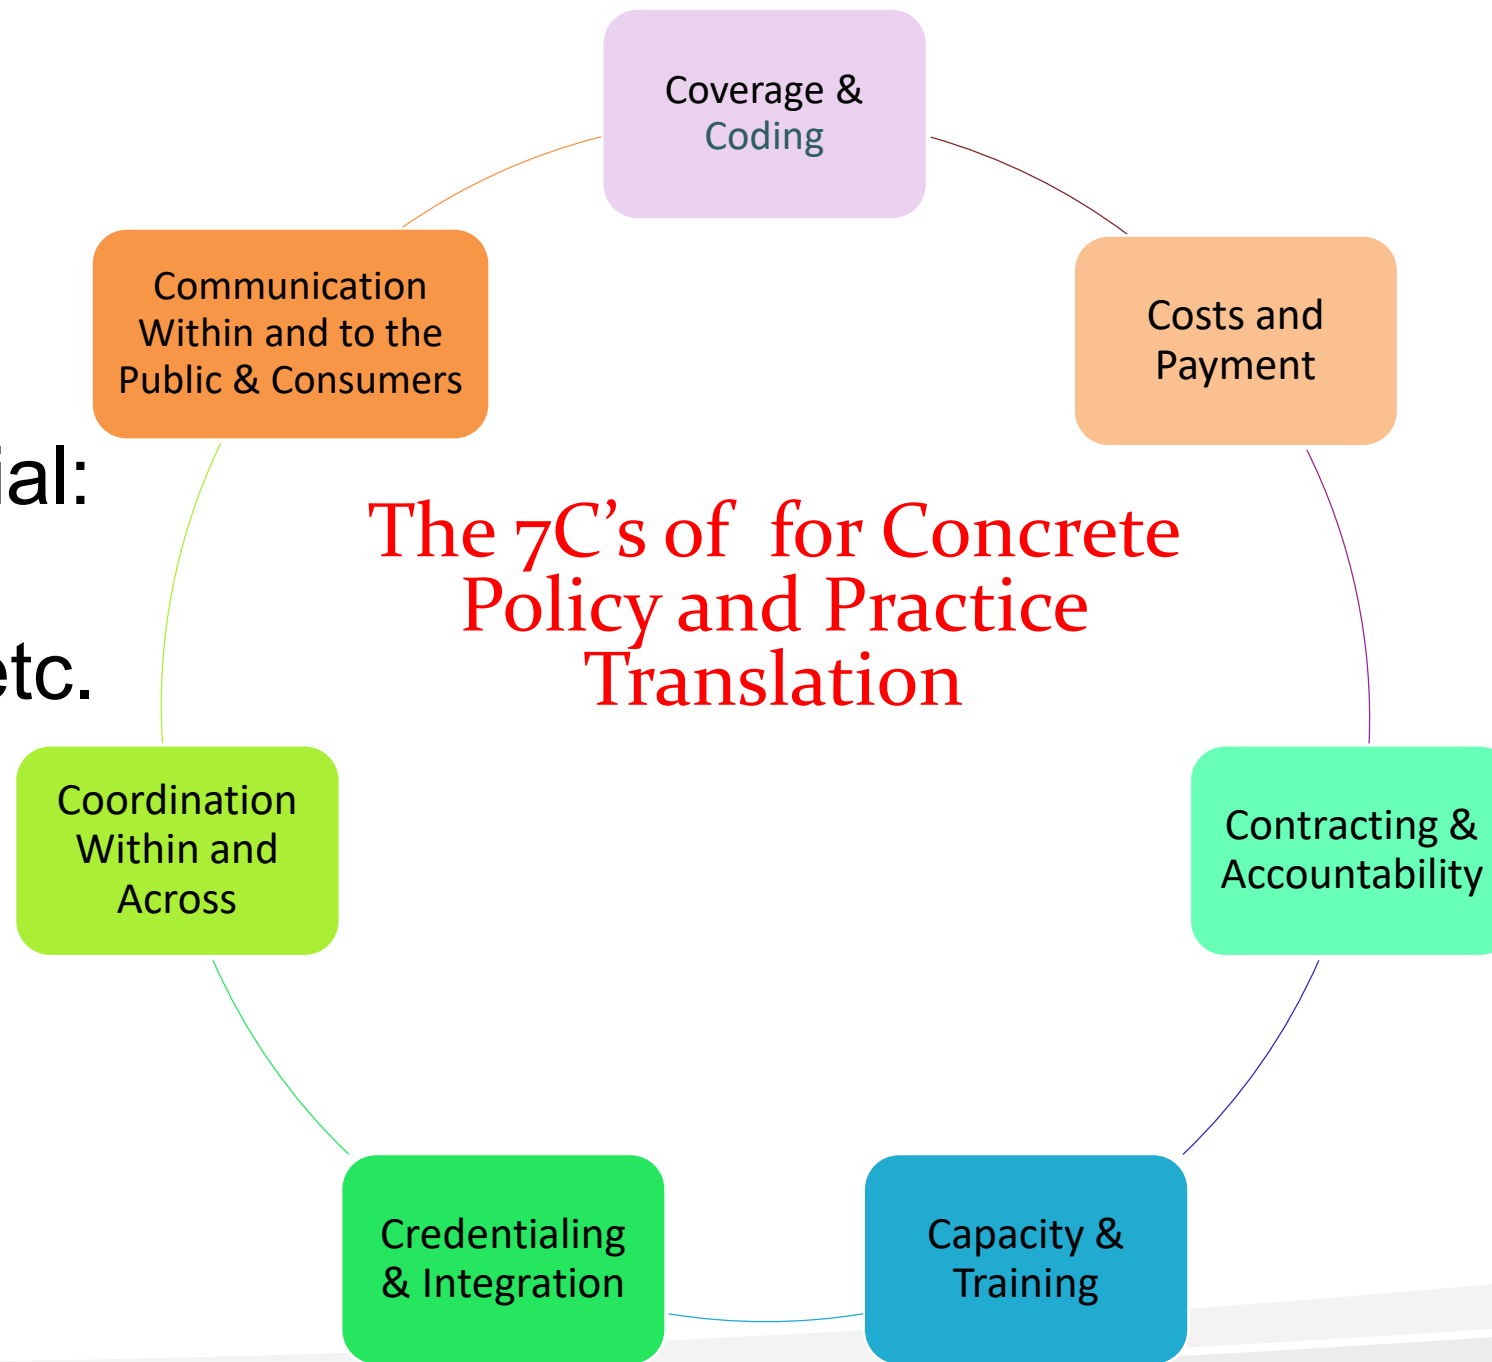 Coverage &
Coding
Costs and
Payment
Contracting &
Accountability
Capacity &
Training
Credentialing
& Integration
Coordination
Within and
Across
Communication
Within and to the
Public & Consumers
The 7C’s of  for Concrete
Policy and Practice
Translation
ial:
etc.